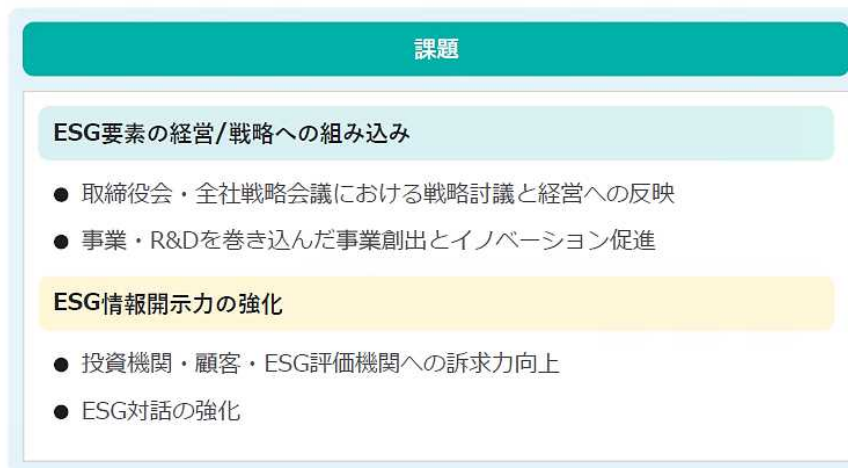 課題
ESG要素の経営/戦略への組み込み
● 取締役会・全社戦略会議における戦略討議と経営への反映
● 事業・R&Dを巻き込んだ事業創出とイノベーション促進
ESG情報開示力の強化
● 投資機関・顧客・ESG評価機関への訴求力向上
● ESG対話の強化